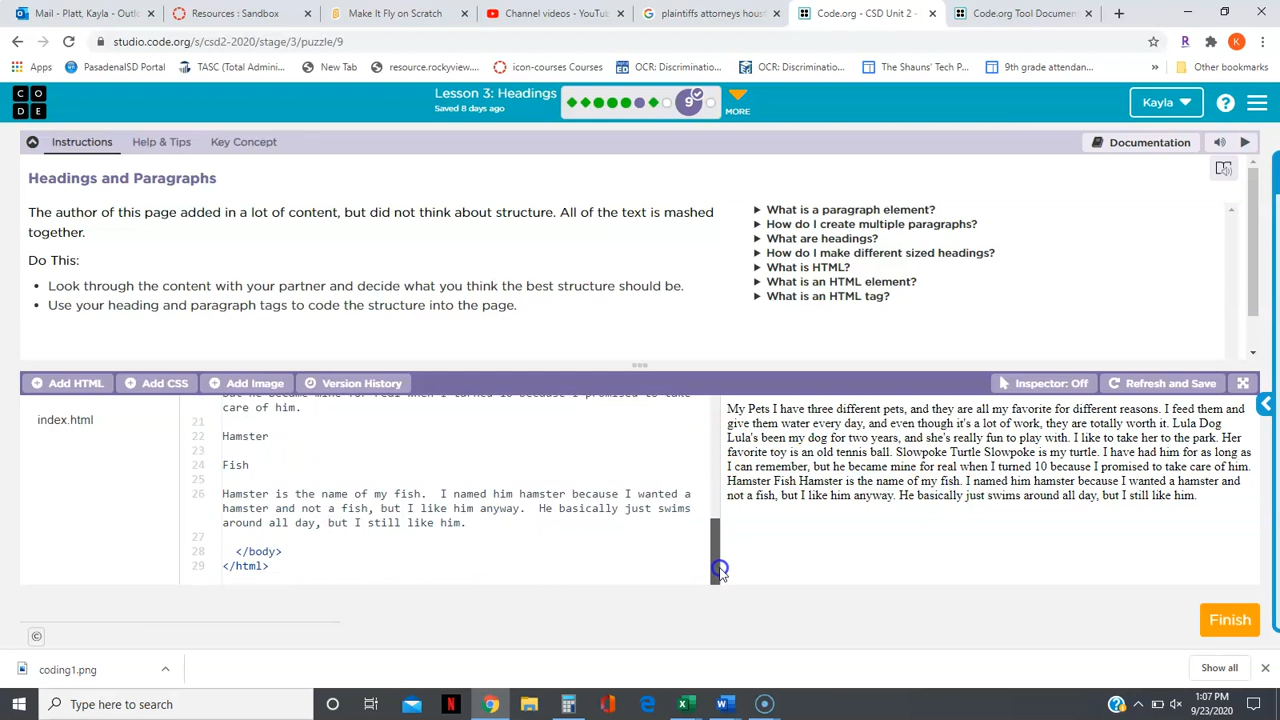 Mail - Platt, Kayla - Outlo
Resources : Sandbox
Make It Fly on Scratch
Channel videos - YouTu
plaintiffs attorneys hous
Code.org - CSD Unit 2 -
Code.org Tool Documen
studio.code.org/s/csd2-2020/stage/3/puzzle/9
Apps
PasadenaISD Portal
TASC (Total Admini...
New Tab
resource.rockyview...
icon-courses Courses
OCR: Discriminatio...
OCR: Discriminatio...
The Shauns' Tech P...
9th grade attendan...
»
Other bookmarks
C O
D E
Lesson 3: Headings
Saved 8 days ago
9
MORE
Kayla
Instructions
Help & Tips
Key Concept
Documentation
Headings and Paragraphs
The author of this page added in a lot of content, but did not think about structure. All of the text is mashed
together.
Do This:
• Look through the content with your partner and decide what you think the best structure should be.
• Use your heading and paragraph tags to code the structure into the page.
What is a paragraph element?
How do I create multiple paragraphs?
What are headings?
How do I make different sized headings?
What is HTML?
What is an HTML element?
What is an HTML tag?
Add HTML
Add CSS
Add Image
Version History
Inspector: Off
Refresh and Save
index.html
but he became mine for real when I turned 10 because I promised to take
care of him.
21
22 Hamster
23
24 Fish
25
26 Hamster is the name of my fish. I named him hamster because I wanted a
hamster and not a fish, but I like him anyway. He basically just swims
around all day, but I still like him.
27
28 </body>
29 </html>
My Pets I have three different pets, and they are all my favorite for different reasons. I feed them and
give them water every day, and even though it's a lot of work, they are totally worth it. Lula Dog
Lula's been my dog for two years, and she's really fun to play with. I like to take her to the park. Her
favorite toy is an old tennis ball. Slowpoke Turtle Slowpoke is my turtle. I have had him for as long as
I can remember, but he became mine for real when I turned 10 because I promised to take care of him.
Hamster Fish Hamster is the name of my fish. I named him hamster because I wanted a hamster and
not a fish, but I like him anyway. He basically just swims around all day, but I still like him.
Finish
©
coding1.png
Show all
Type here to search
1:07 PM
9/23/2020